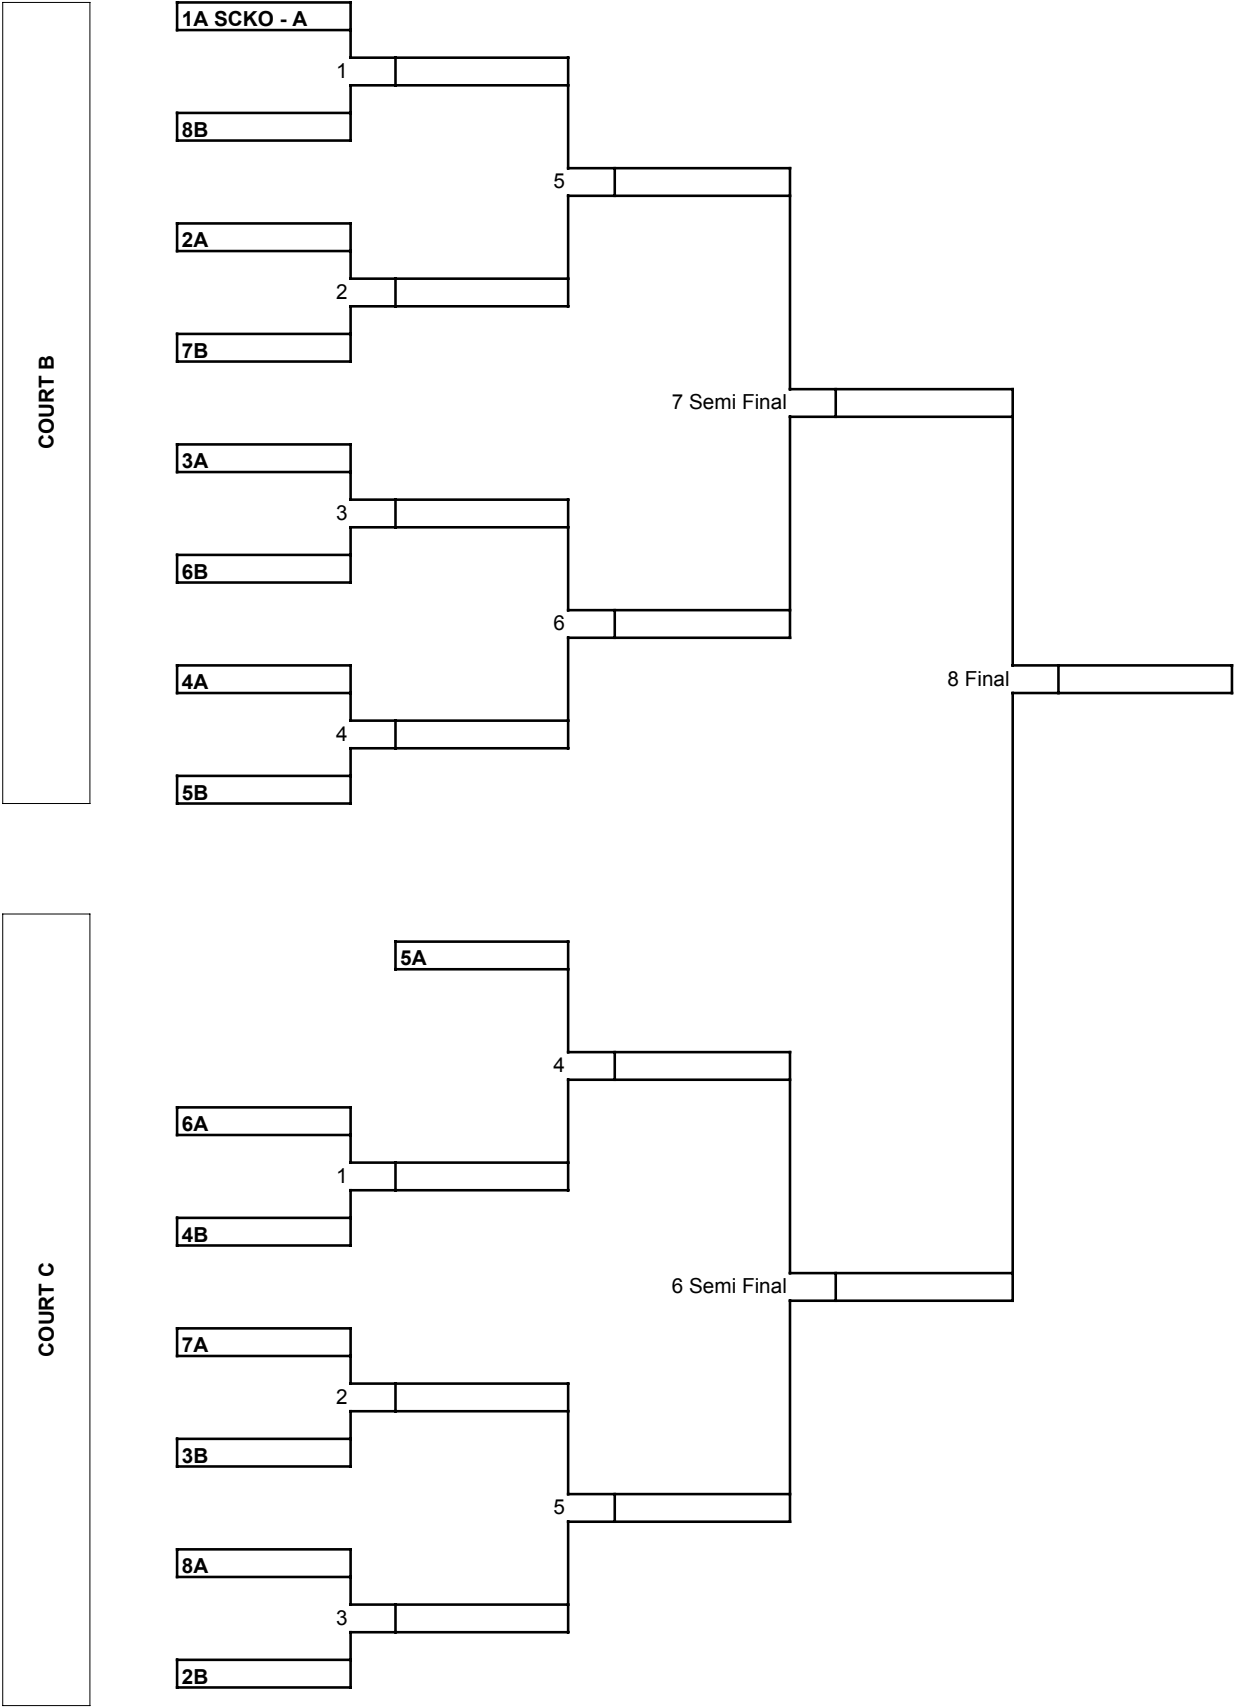 1A SCKO - A
1
8B
5
2A
2
7B
COURT B
7 Semi Final
3A
3
6B
6
4A
8 Final
4
5B
5A
4
6A
1
4B
COURT C
6 Semi Final
7A
2
3B
5
8A
3
2B